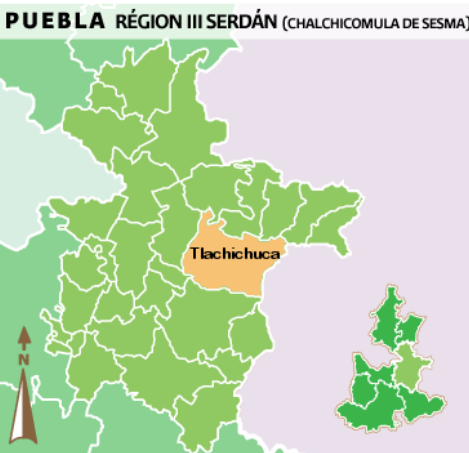 PUEBLA RÉGION III SERDÁN (CHALCHICOMULA DE SESMA)
Tlachichuca
N